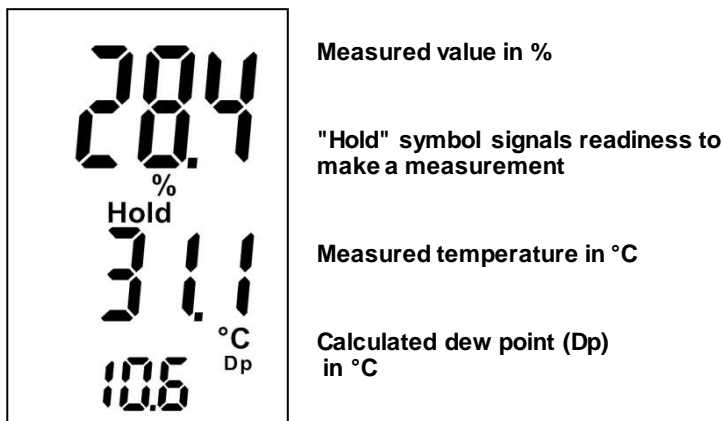 28.4
%
Hold
31.1
°C
Dp
10.6
Measured value in %
"Hold" symbol signals readiness to
make a measurement
Measured temperature in °C
Calculated dew point (Dp)
in °C